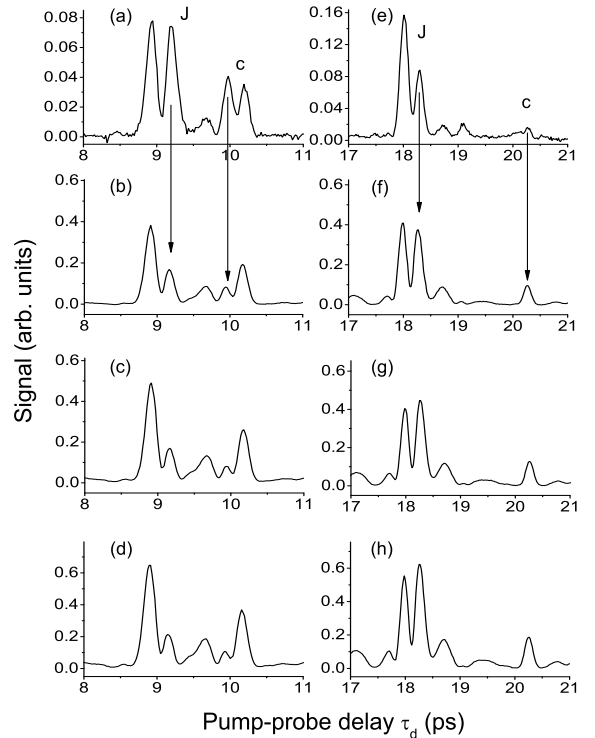 (a)
J
c
0.08
0.06
0.04
0.02
0.00
8 9 10 11
(e)
J
c
0.16
0.12
0.08
0.04
0.00
17 18 19 20 21
(b)
0.6
0.4
0.2
0.0
8 9 10 11
(f)
0.6
0.4
0.2
0.0
17 18 19 20 21
Signal (arb. units)
(c)
0.6
0.4
0.2
0.0
8 9 10 11
(g)
0.6
0.4
0.2
0.0
17 18 19 20 21
(d)
0.6
0.4
0.2
0.0
8 9 10 11
(h)
0.6
0.4
0.2
0.0
17 18 19 20 21
Pump-probe delay τd (ps)